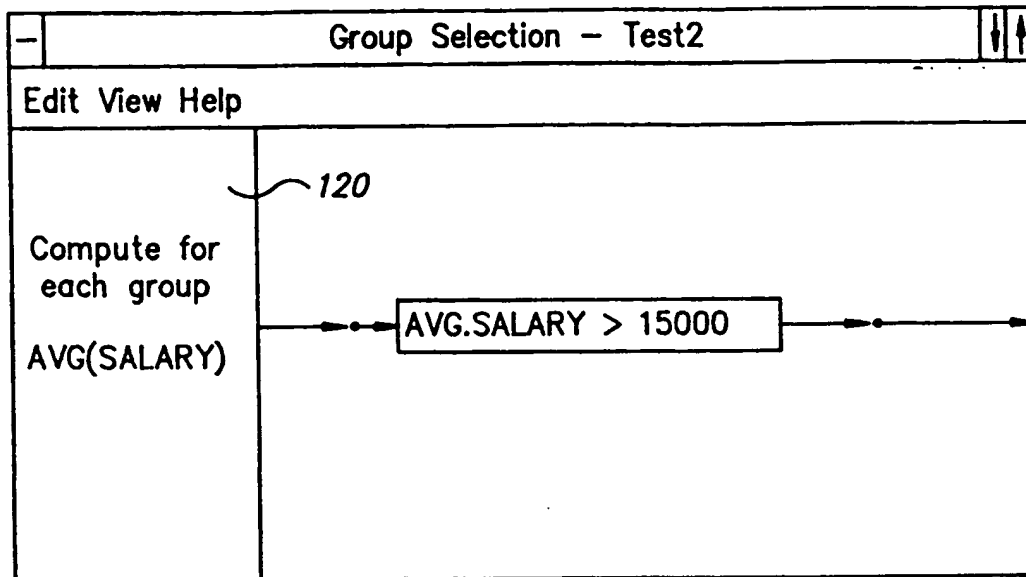 Group Selection – Test2
Edit View Help
120
Compute for
each group
AVG(SALARY)
AVG.SALARY > 15000